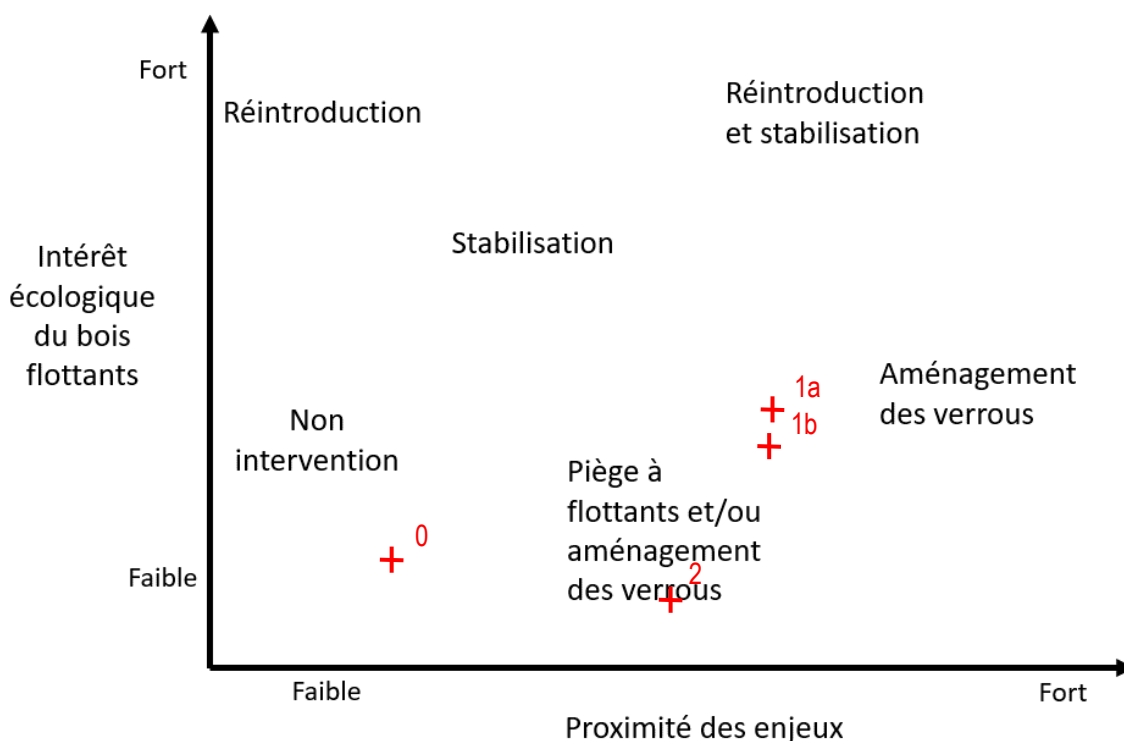 Fort
Réintroduction
Réintroduction
et stabilisation
Stabilisation
Intérêt
écologique
du bois
flottants
1a
1b
Aménagement
des verrous
Non
intervention
Piège à
flottants et/ou
aménagement
des verrous
0
2
Faible
Faible
Fort
Proximité des enjeux